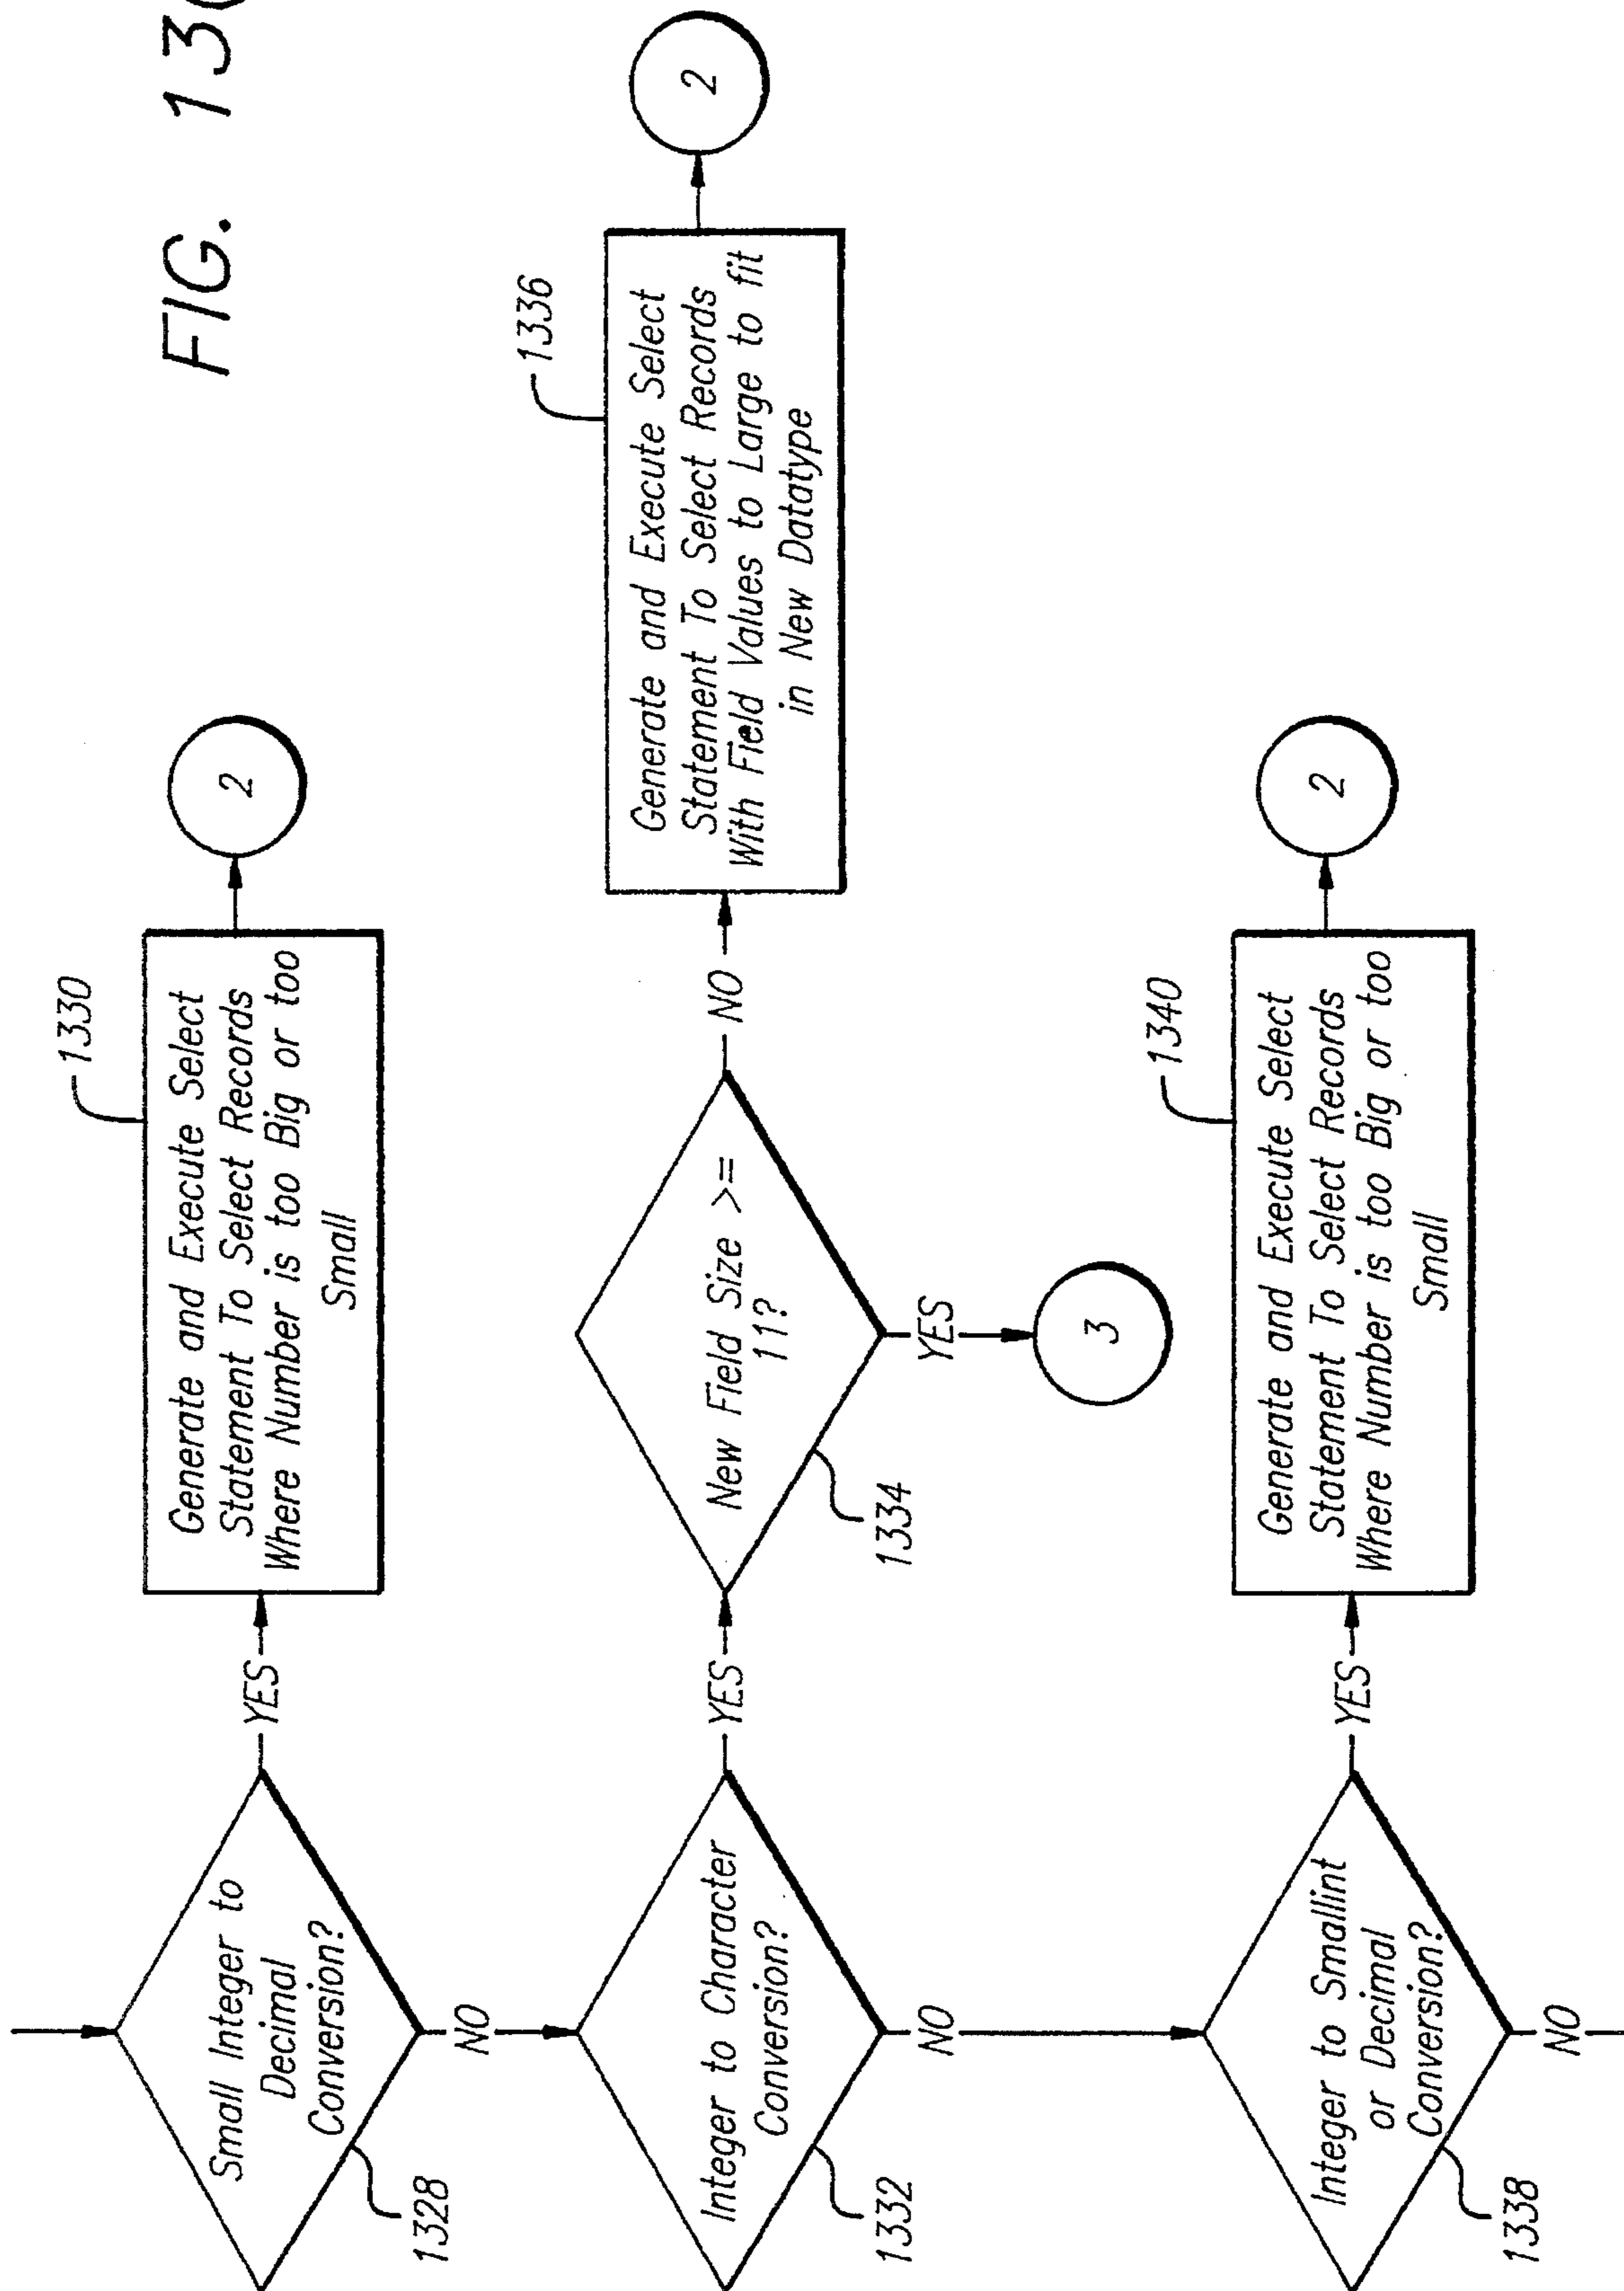 FIG. 13(
Small Integer to
Decimal
Conversion?
1328
YES
Generate and Execute Select
Statement To Select Records
Where Number is too Big or too
Small
1330
2
NO
Integer to Character
Conversion?
1332
YES
New Field Size >=
11?
1334
NO
Generate and Execute Select
Statement To Select Records
With Field Values to Large to fit
in New Datatype
1336
2
YES
3
NO
Integer to Smallint
or Decimal
Conversion?
1338
YES
Generate and Execute Select
Statement To Select Records
Where Number is too Big or too
Small
1340
2
NO